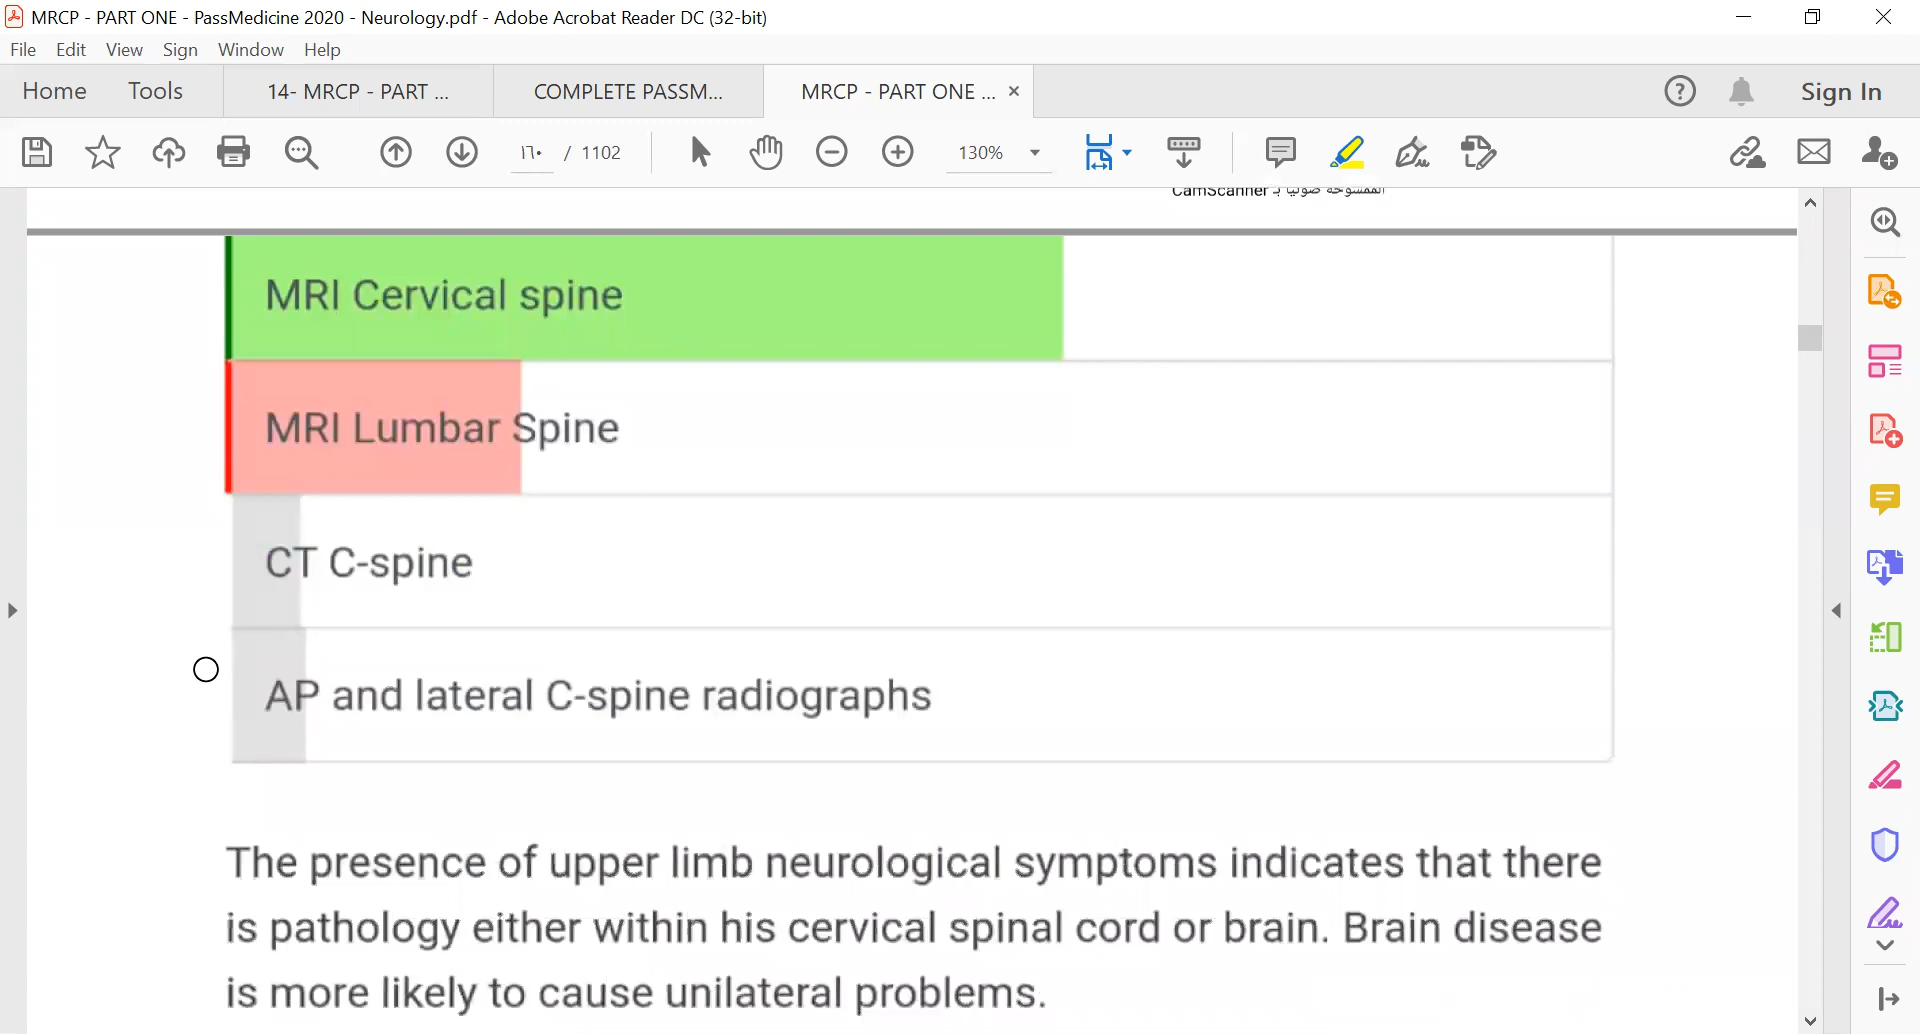 MRCP - PART ONE - PassMedicine 2020 - Neurology.pdf - Adobe Acrobat Reader DC (32-bit)
File Edit View Sign Window Help
Home Tools 14- MRCP - PART ... COMPLETE PASSM... MRCP - PART ONE ... × Sign In
١٦٠ / 1102 130%
الممسوحة ضوئيا بـ CamScanner
MRI Cervical spine
MRI Lumbar Spine
CT C-spine
AP and lateral C-spine radiographs
The presence of upper limb neurological symptoms indicates that there
is pathology either within his cervical spinal cord or brain. Brain disease
is more likely to cause unilateral problems.